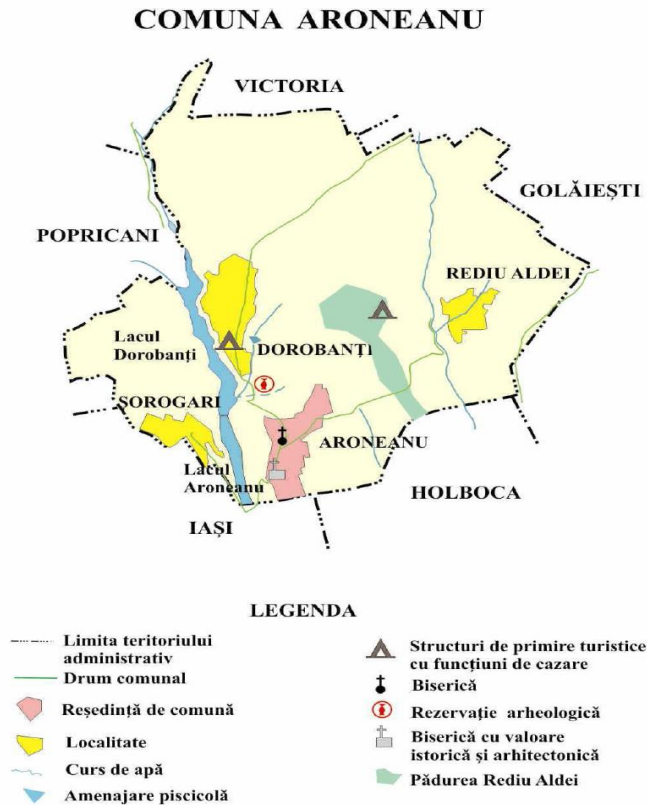 COMUNA ARONEANU
VICTORIA
GOLĂIEȘTI
POPRICANI
REDIU ALDEI
Lacul
Dorobanți
DOROBANȚI
ȘOROGARI
ARONEANU
Lacul
Aroneanu
HOLBOCA
IAȘI
LEGENDA
Limita teritoriului
administrativ
Drum comunal
Reședință de comună
Localitate
Curs de apă
Amenajare piscicolă
Structuri de primire turistice
cu funcțiuni de cazare
Biserică
Rezervație arheologică
Biserică cu valoare
istorică și arhitectonică
Pădurea Rediu Aldei